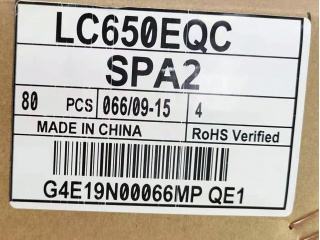 LC650EQC
SPA2
80 PCS 066/09-15 4
MADE IN CHINA RoHS Verified
G4E19N00066MP QE1